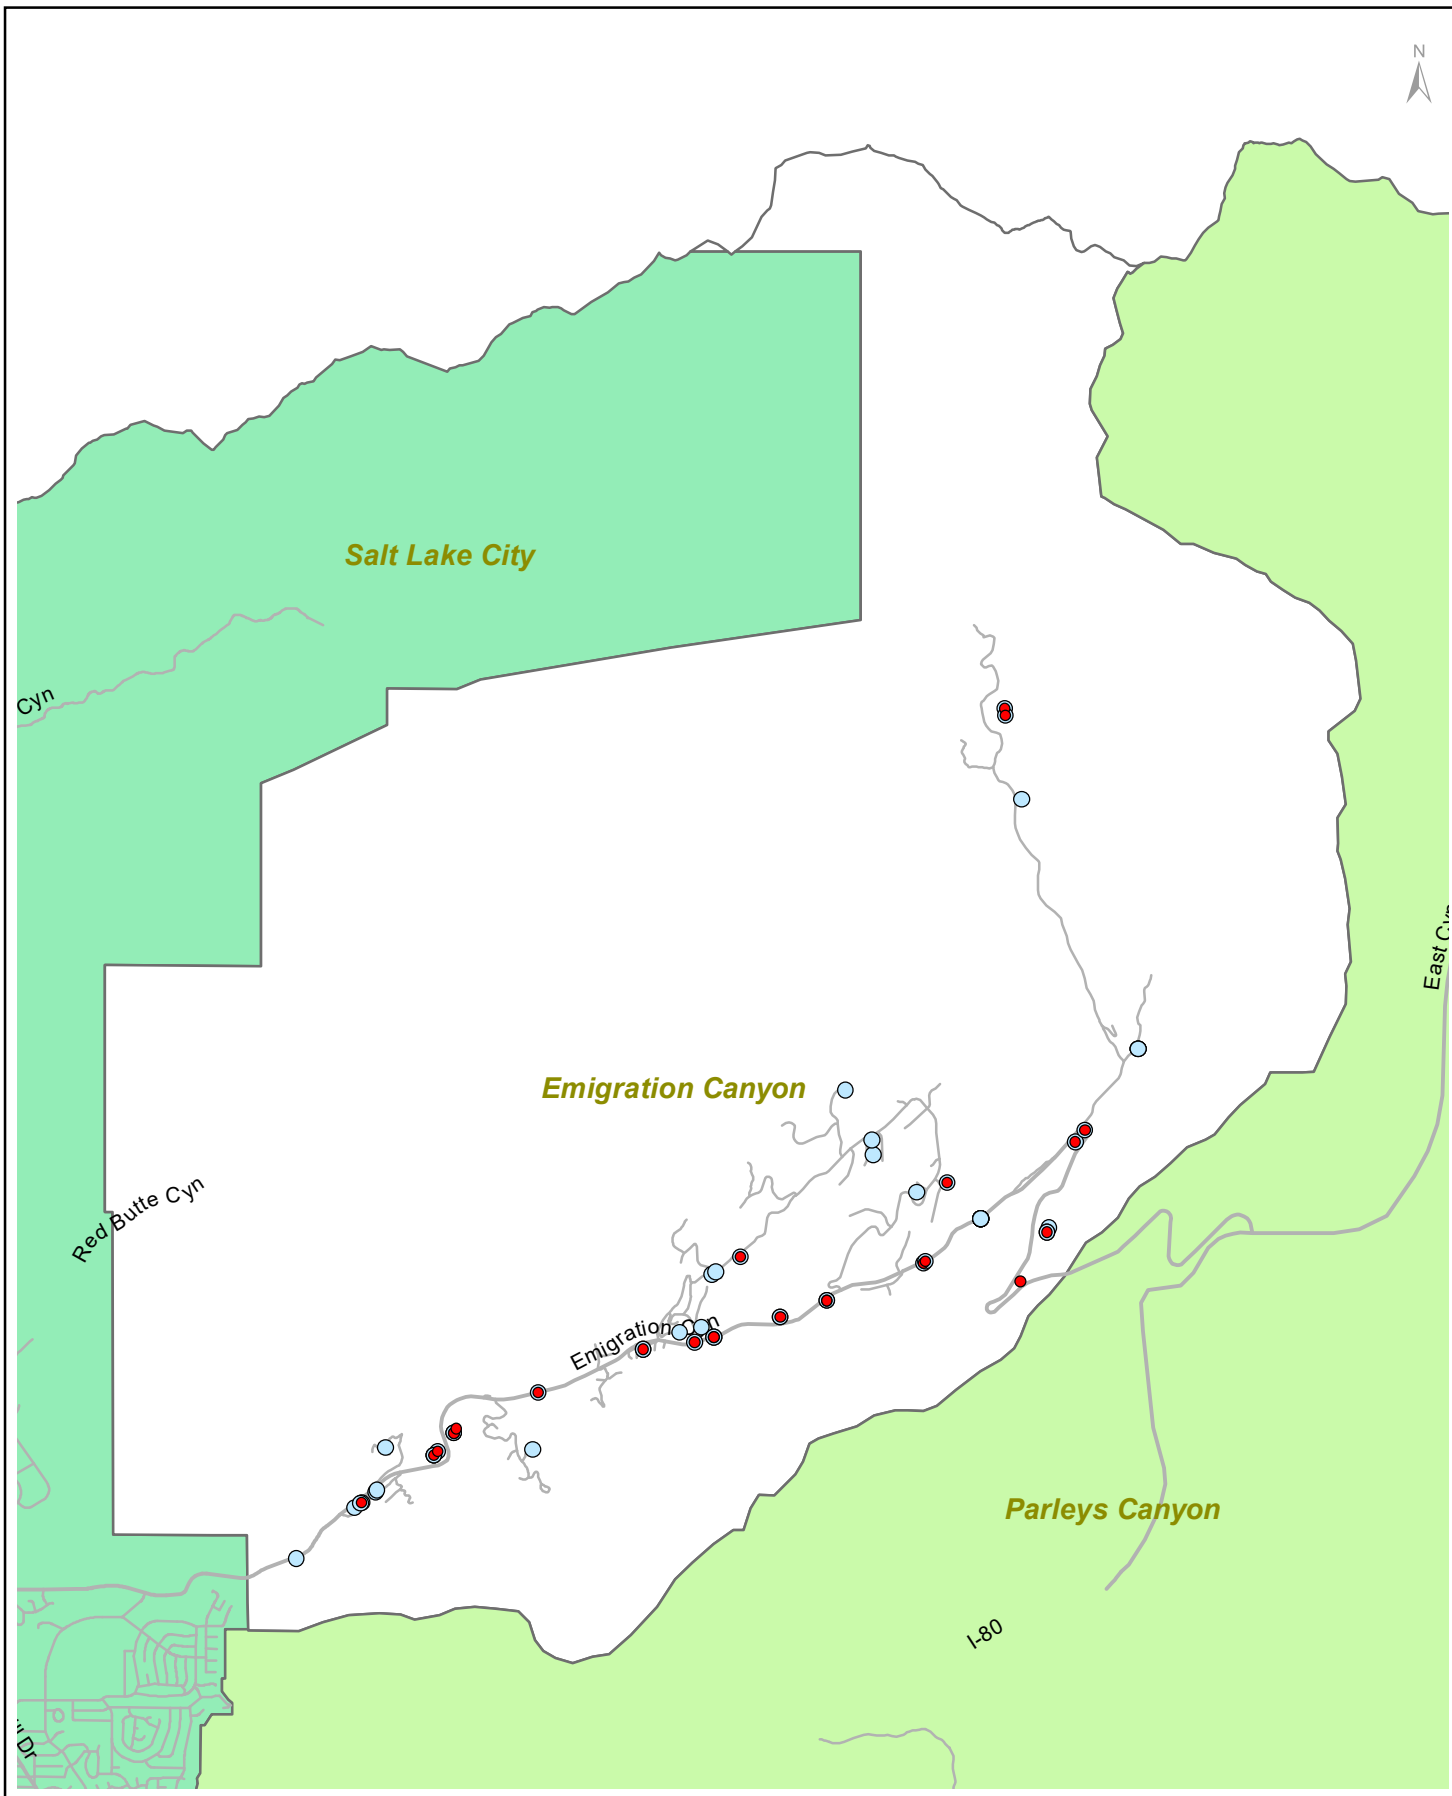 N
Salt Lake City
Cyn
East Cyn
Emigration Canyon
Red Butte Cyn
Emigration Cyn
Parleys Canyon
I-80
Dr